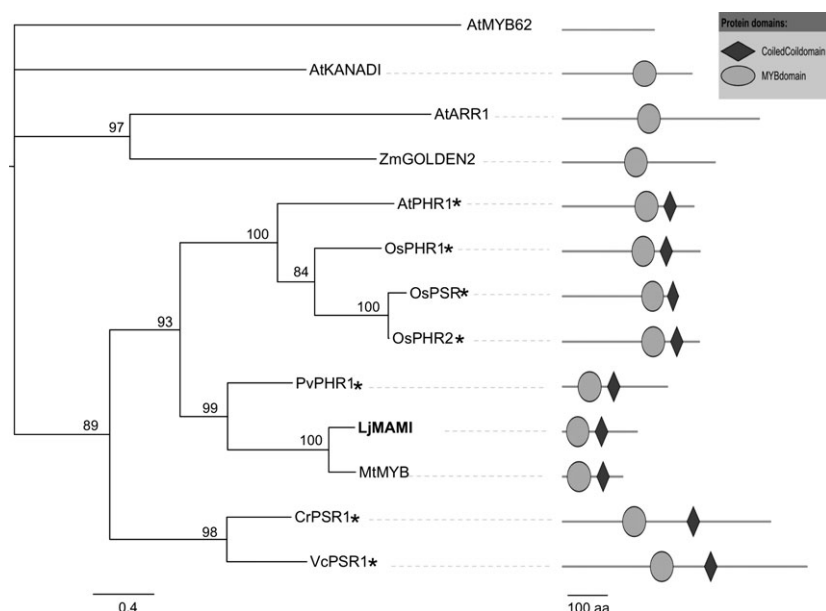 AtMYB62
Protein domains:
CoiledCoildomain
MYBdomain
AtKANADI
97
AtARR1
ZmGOLDEN2
AtPHR1*
100
OsPHR1*
84
OsPSR*
100
OsPHR2*
93
PvPHR1*
99
LjMAMI
100
MtMYB
89
CrPSR1*
98
VcPSR1*
0.4
100 aa